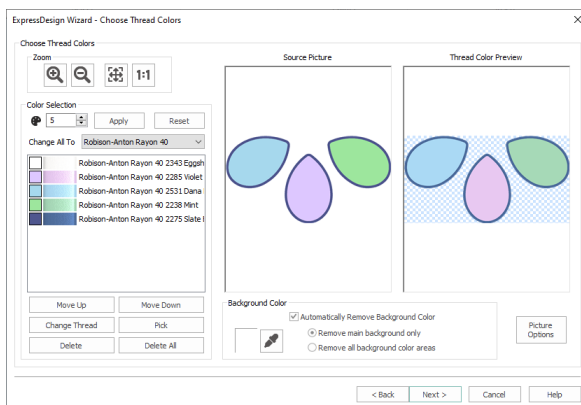 ExpressDesign Wizard - Choose Thread Colors
Choose Thread Colors
Zoom
1:1
Source Picture
Thread Color Preview
Color Selection
5
Apply
Reset
Change All To
Robison-Anton Rayon 40
Robison-Anton Rayon 40 2343 Eggsh
Robison-Anton Rayon 40 2285 Violet
Robison-Anton Rayon 40 2531 Dana
Robison-Anton Rayon 40 2238 Mint
Robison-Anton Rayon 40 2275 Slate
Move Up
Move Down
Change Thread
Pick
Delete
Delete All
Background Color
Automatically Remove Background Color
Remove main background only
Remove all background color areas
Picture
Options
< Back
Next >
Cancel
Help